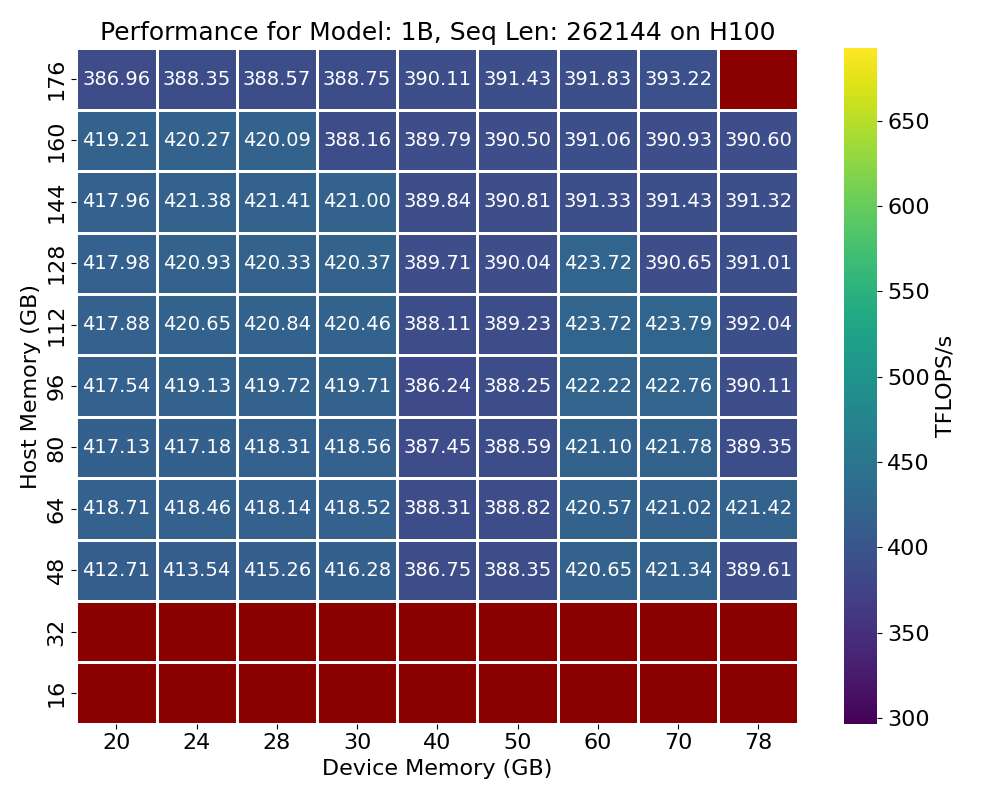 Performance for Model: 1B, Seq Len: 262144 on H100
176 386.96 388.35 388.57 388.75 390.11 391.43 391.83 393.22
160 419.21 420.27 420.09 388.16 389.79 390.50 391.06 390.93 390.60
144 417.96 421.38 421.41 421.00 389.84 390.81 391.33 391.43 391.32
128 417.98 420.93 420.33 420.37 389.71 390.04 423.72 390.65 391.01
112 417.88 420.65 420.84 420.46 388.11 389.23 423.72 423.79 392.04
96 417.54 419.13 419.72 419.71 386.24 388.25 422.22 422.76 390.11
80 417.13 417.18 418.31 418.56 387.45 388.59 421.10 421.78 389.35
64 418.71 418.46 418.14 418.52 388.31 388.82 420.57 421.02 421.42
48 412.71 413.54 415.26 416.28 386.75 388.35 420.65 421.34 389.61
32
16
20 24 28 30 40 50 60 70 78
Device Memory (GB)
Host Memory (GB)
650
600
550
500
450
400
350
300
TFLOPS/s